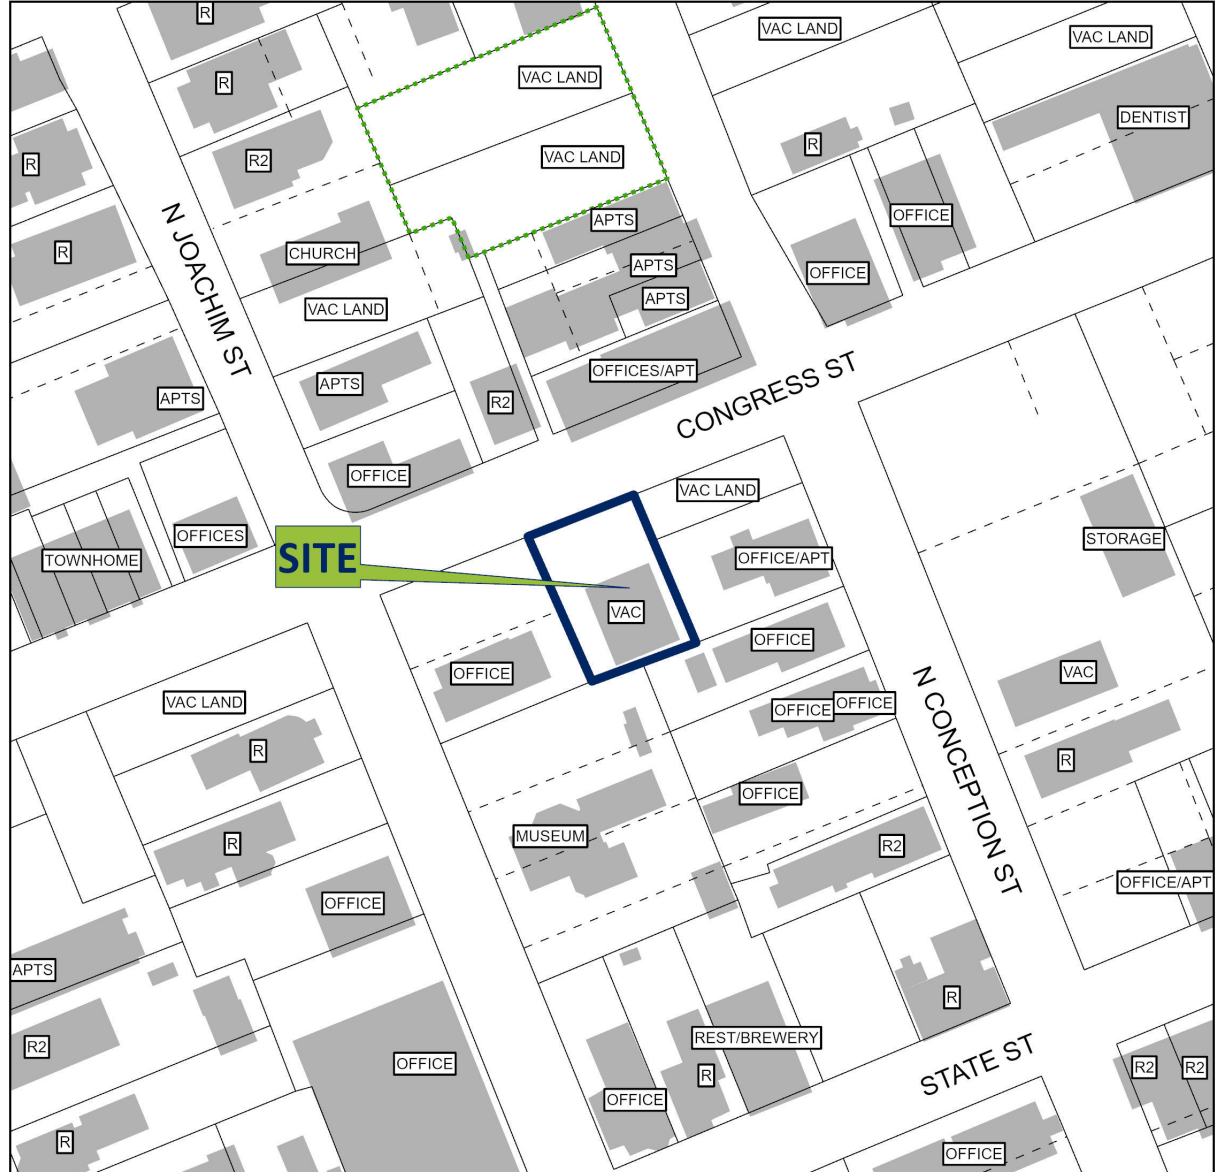 R
VAC LAND
VAC LAND
VAC LAND
R
DENTIST
R
R2
VAC LAND
R
N JOACHIM ST
APTS
OFFICE
R
CHURCH
APTS
OFFICE
VAC LAND
APTS
OFFICES/APT
CONGRESS ST
APTS
APTS
R2
OFFICE
VAC LAND
OFFICES
STORAGE
TOWNHOME
SITE
OFFICE/APT
VAC
OFFICE
OFFICE
VAC
VAC LAND
OFFICE
OFFICE
N CONCEPTION ST
R
R
OFFICE
MUSEUM
R
R2
OFFICE/APT
OFFICE
APTS
R
REST/BREWERY
R2
OFFICE
STATE ST
R2
R2
R
OFFICE
R
OFFICE